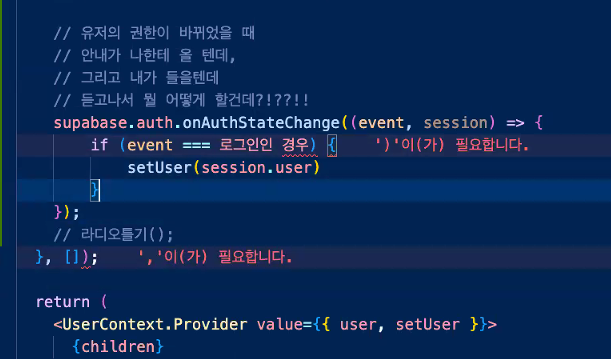 // 유저의 권한이 바뀌었을 때
// 안내가 나한테 올 텐데,
// 그리고 내가 들을텐데
// 듣고나서 뭘 어떻게 할건데?!??!!
supabase.auth.onAuthStateChange((event, session) => {
if (event === 로그인인 경우) { ')'이(가) 필요합니다.
setUser(session.user)
}
});
// 라디오틀기();
}, []); ','이(가) 필요합니다.
return (
<UserContext.Provider value={{ user, setUser }}>
{children}